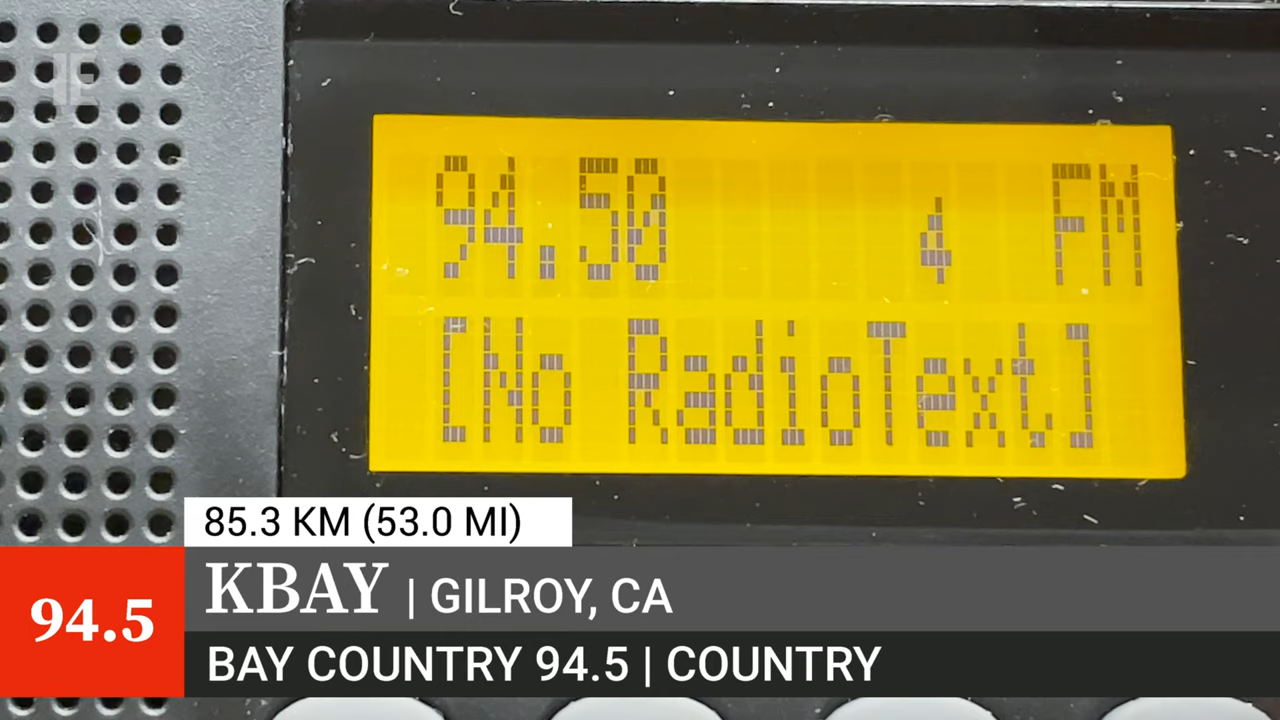 94.50 FM
[No RadioText]
85.3 KM (53.0 MI)
KBAY | GILROY, CA
94.5
BAY COUNTRY 94.5 | COUNTRY